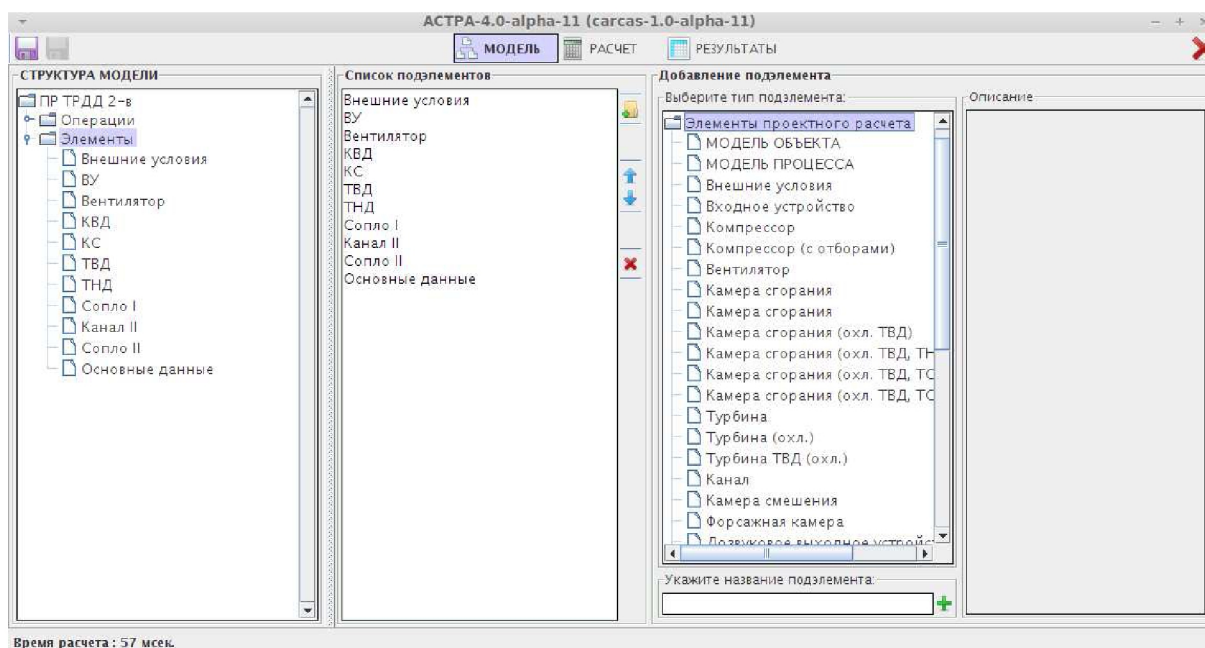 АСТРА-4.0-alpha-11 (carcas-1.0-alpha-11)
МОДЕЛЬ
РАСЧЕТ
РЕЗУЛЬТАТЫ
СТРУКТУРА МОДЕЛИ
ПР ТРДД 2-в
Операции
Элементы
Внешние условия
ВУ
Вентилятор
КВД
КС
ТВД
ТНД
Сопло I
Канал II
Сопло II
Основные данные
Список подэлементов
Внешние условия
ВУ
Вентилятор
КВД
КС
ТВД
ТНД
Сопло I
Канал II
Сопло II
Основные данные
Добавление подэлемента
Выберите тип подэлемента:
Элементы проектного расчета
МОДЕЛЬ ОБЪЕКТА
МОДЕЛЬ ПРОЦЕССА
Внешние условия
Входное устройство
Компрессор
Компрессор (с отборами)
Вентилятор
Камера сгорания
Камера сгорания
Камера сгорания (охл. ТВД)
Камера сгорания (охл. ТВД, ТН
Камера сгорания (охл. ТВД, ТС
Камера сгорания (охл. ТВД, ТС
Турбина
Турбина (охл.)
Турбина ТВД (охл.)
Канал
Камера смешения
Форсажная камера
Дозвуковое выходное устройс
Укажите название подэлемента:
Описание
Время расчета : 57 мсек.